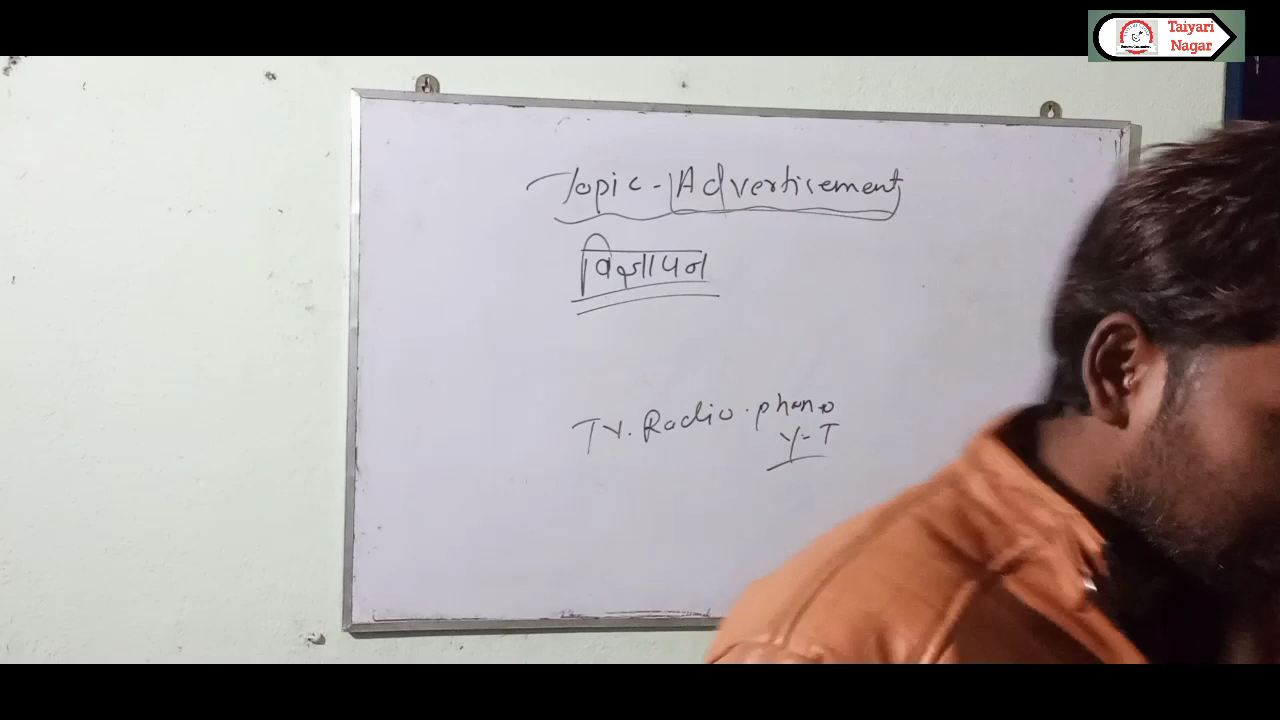 Taiyari
Nagar
Topic - Advertisement
विज्ञापन
TV. Radio. phone
Y-T